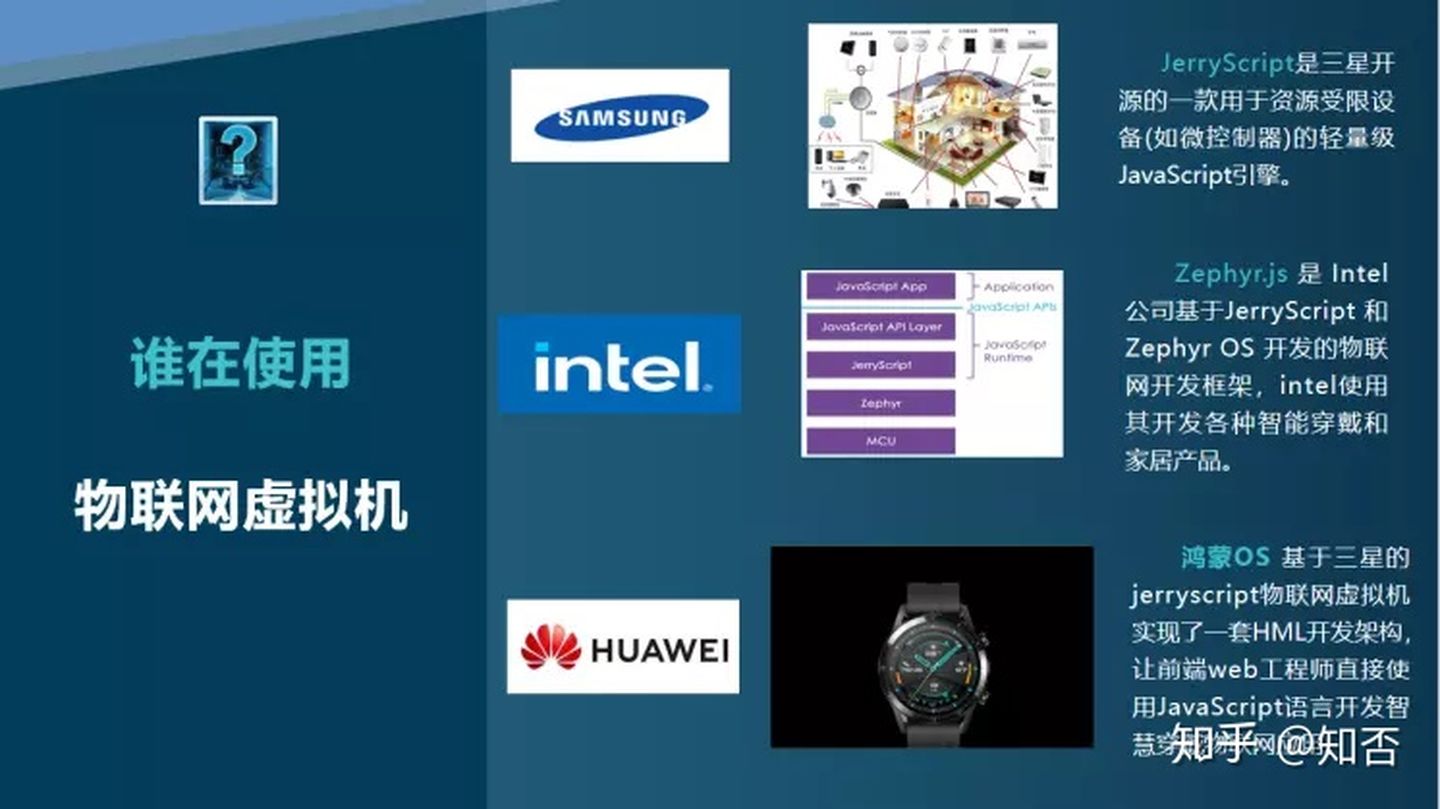 谁在使用
物联网虚拟机
SAMSUNG
JerryScript是三星开
源的一款用于资源受限设
备(如微控制器)的轻量级
JavaScript引擎。
intel
JavaScript App
Application
JavaScript APIs
JavaScript API Layer
JavaScript
Runtime
JerryScript
Zephyr
MCU
Zephyr.js 是 Intel
公司基于JerryScript 和
Zephyr OS 开发的物联
网开发框架，intel使用
其开发各种智能穿戴和
家居产品。
HUAWEI
鸿蒙OS 基于三星的
jerryscript物联网虚拟机
实现了一套HML开发架构，
让前端web工程师直接使
用JavaScript语言开发智
慧穿
知乎 @知否